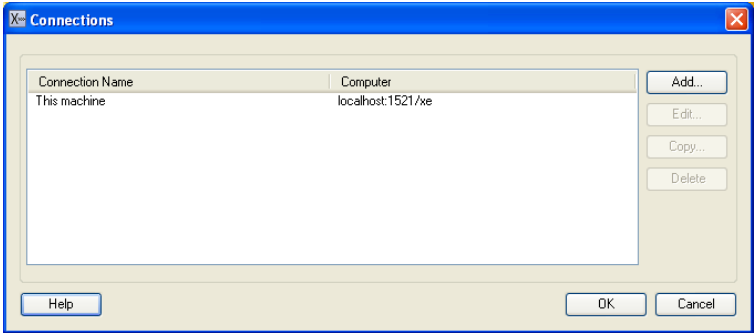 Connections
Connection Name Computer Add...
This machine localhost:1521/xe
Edit...
Copy...
Delete
Help OK Cancel